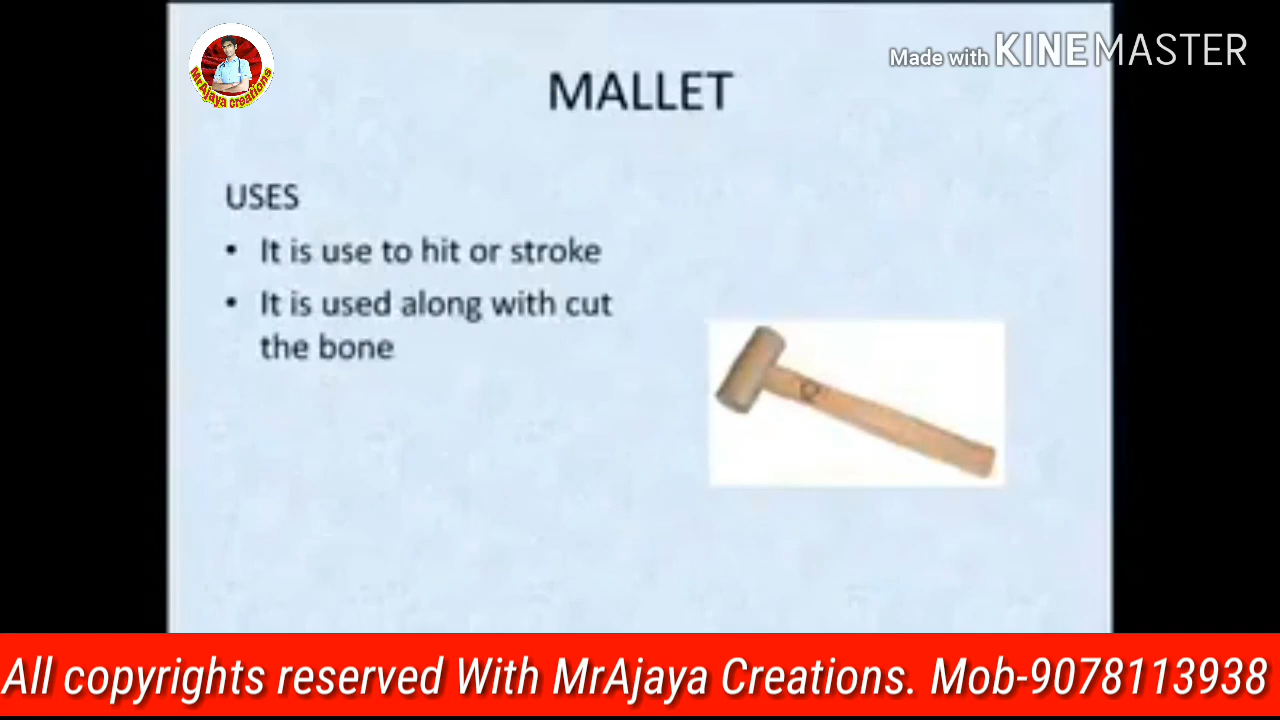 MrAjaya creations
Made with KINEMASTER
MALLET
USES
• It is use to hit or stroke
• It is used along with cut
the bone
All copyrights reserved With MrAjaya Creations. Mob-9078113938